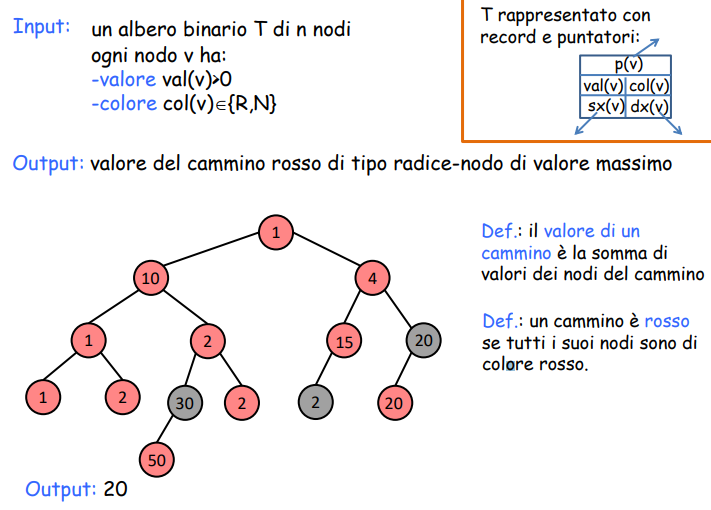 Input:
un albero binario T di n nodi
ogni nodo v ha:
-valore val(v)>0
-colore col(v)∈{R,N}
T rappresentato con
record e puntatori:
p(v)
val(v) col(v)
sx(v) dx(v)
Output: valore del cammino rosso di tipo radice-nodo di valore massimo
1
10 4
1 2 15 20
1 2 30 2 2 20
50
Def.: il valore di un
cammino è la somma di
valori dei nodi del cammino
Def.: un cammino è rosso
se tutti i suoi nodi sono di
colore rosso.
Output: 20